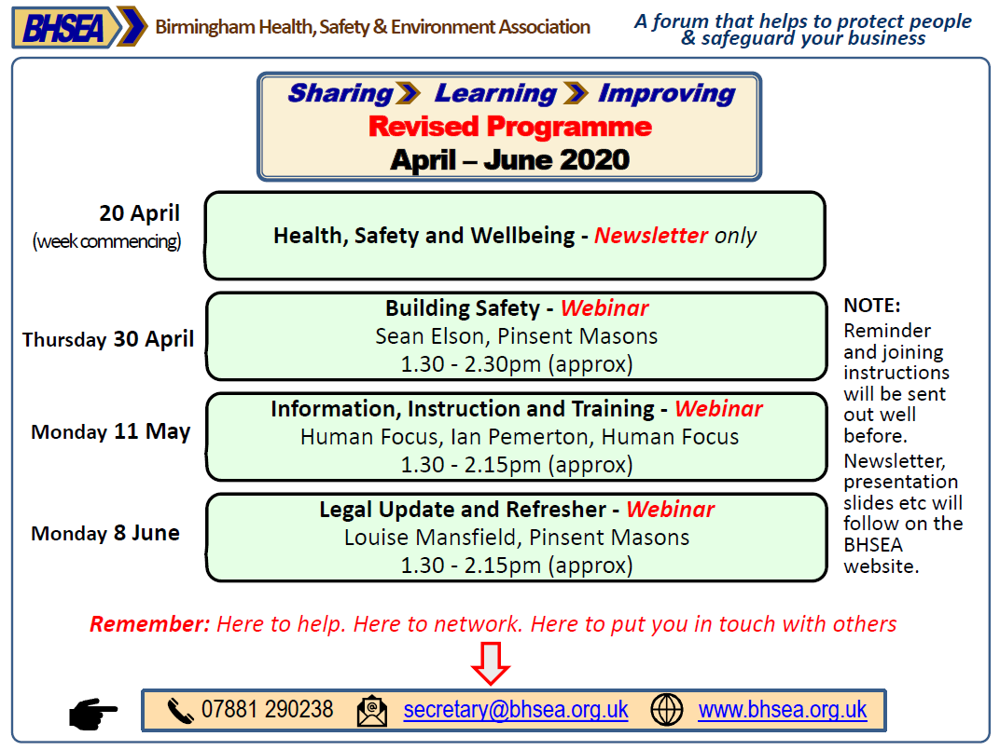 BHSEA Birmingham Health, Safety & Environment Association
A forum that helps to protect people
& safeguard your business
Sharing Learning Improving
Revised Programme
April – June 2020
20 April
(week commencing)
Health, Safety and Wellbeing - Newsletter only
Thursday 30 April
Building Safety - Webinar
Sean Elson, Pinsent Masons
1.30 - 2.30pm (approx)
Monday 11 May
Information, Instruction and Training - Webinar
Human Focus, Ian Pemerton, Human Focus
1.30 - 2.15pm (approx)
Monday 8 June
Legal Update and Refresher - Webinar
Louise Mansfield, Pinsent Masons
1.30 - 2.15pm (approx)
NOTE:
Reminder
and joining
instructions
will be sent
out well
before.
Newsletter,
presentation
slides etc will
follow on the
BHSEA
website.
Remember: Here to help. Here to network. Here to put you in touch with others
07881 290238 secretary@bhsea.org.uk www.bhsea.org.uk